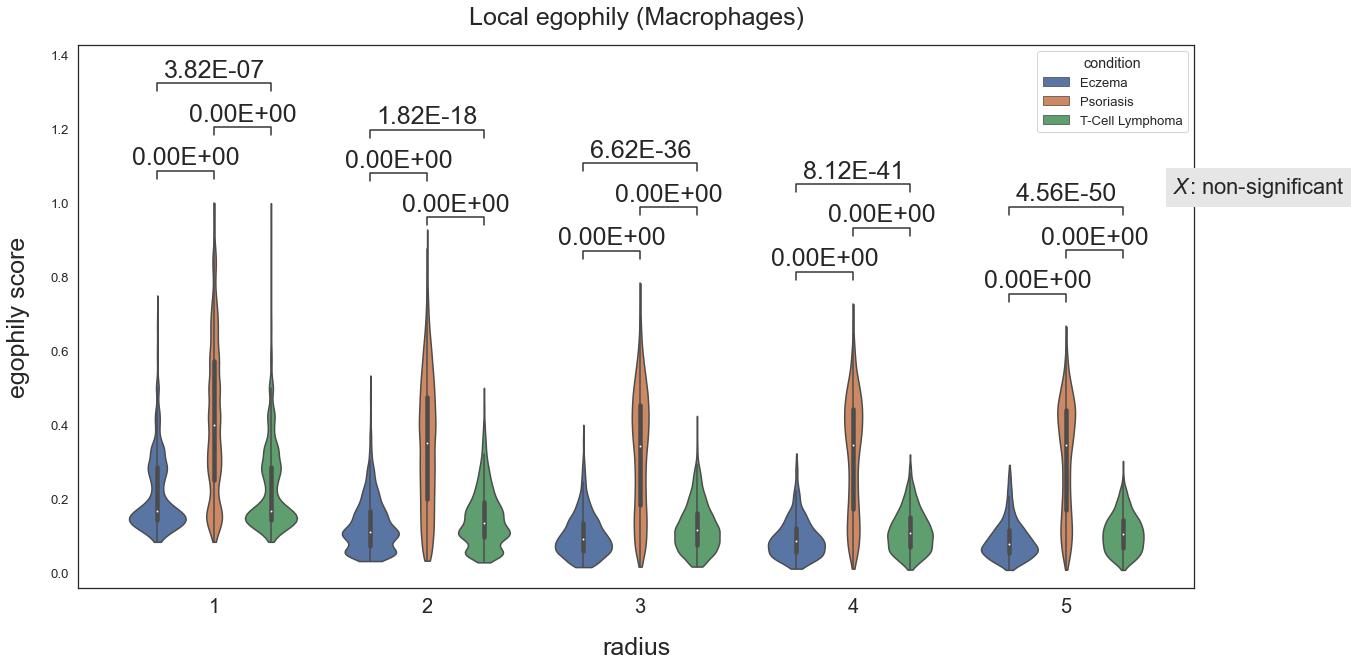 Local egophily (Macrophages)
1.4
1.2
1.0
0.8
0.6
0.4
0.2
0.0
egophily score
3.82E-07
0.00E+00
0.00E+00
1.82E-18
0.00E+00
0.00E+00
6.62E-36
0.00E+00
0.00E+00
8.12E-41
0.00E+00
0.00E+00
4.56E-50
0.00E+00
0.00E+00
condition
Eczema
Psoriasis
T-Cell Lymphoma
X: non-significant
1 2 3 4 5
radius